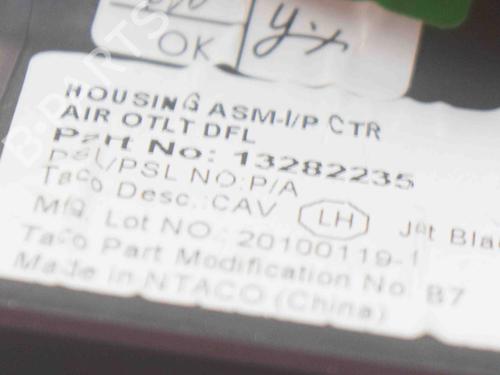 OK
y.x
HOUSING ASM-I/P CTR
AIR OTLT DFL
Part No: 13282235
PSL NO:P/A
Taco Desc.:CAV LH Jet Bla
Mfg Lot NO.: 20100119-1
Taco Part Modification No B7
Made in NTACO (China)
B-PARTS